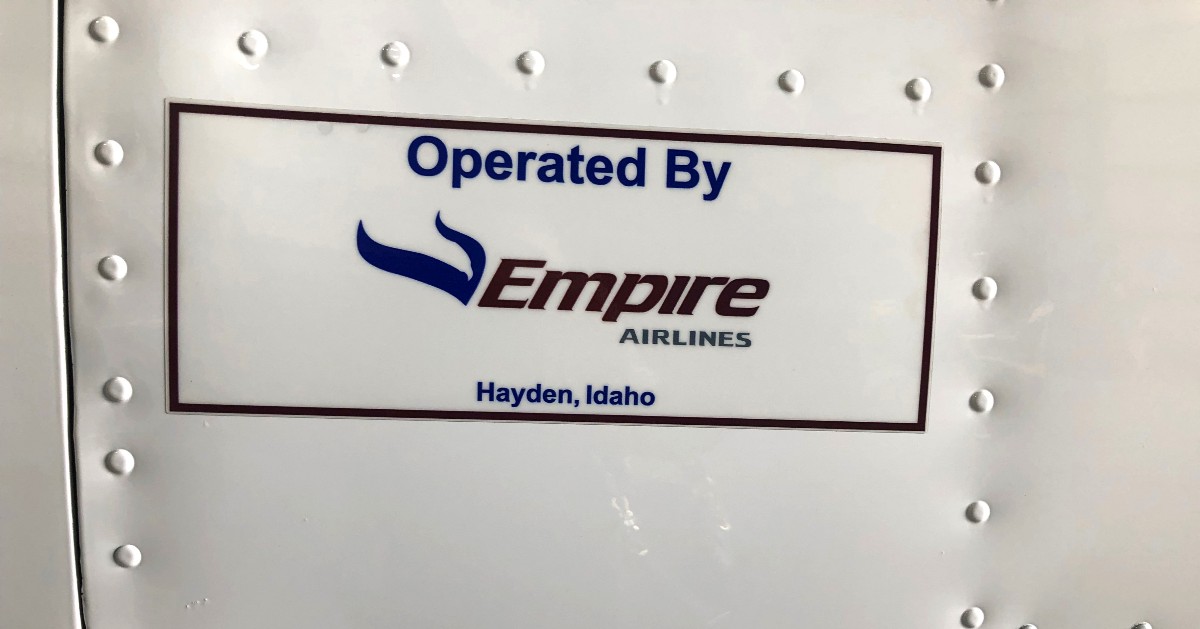 Operated By
Empire
AIRLINES
Hayden, Idaho